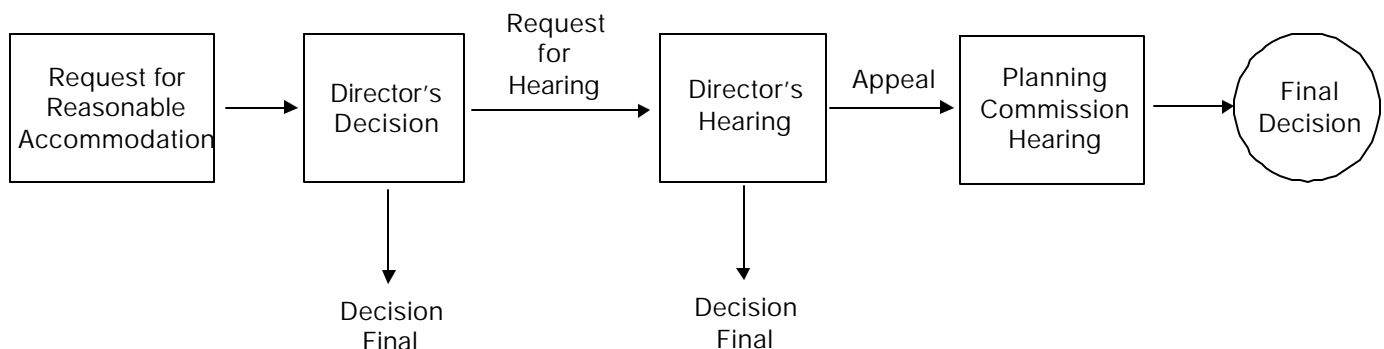 Request for
Reasonable
Accommodation
Director's
Decision
Request
for
Hearing
Director's
Hearing
Appeal
Planning
Commission
Hearing
Final
Decision
Decision
Final
Decision
Final